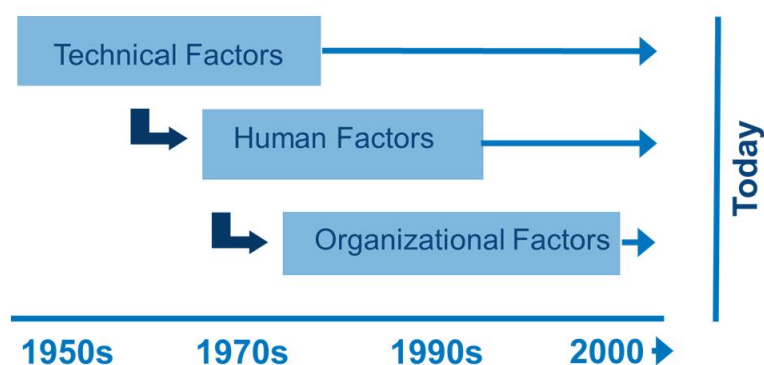 Technical Factors
Human Factors
Organizational Factors
Today
1950s 1970s 1990s 2000